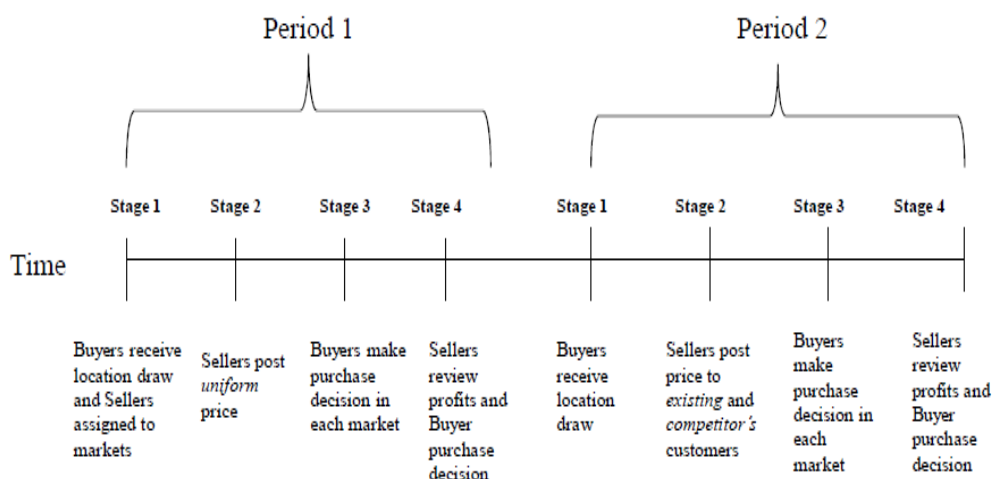 Period 1
Period 2
Stage 1
Stage 2
Stage 3
Stage 4
Stage 1
Stage 2
Stage 3
Stage 4
Time
Buyers receive
location draw
and Sellers
assigned to
markets
Sellers post
uniform
price
Buyers make
purchase
decision in
each market
Sellers
review
profits and
Buyer
purchase
decision
Buyers
receive
location
draw
Sellers post
price to
existing and
competitor's
customers
Buyers
make
purchase
decision in
each
market
Sellers
review
profits and
Buyer
purchase
decision